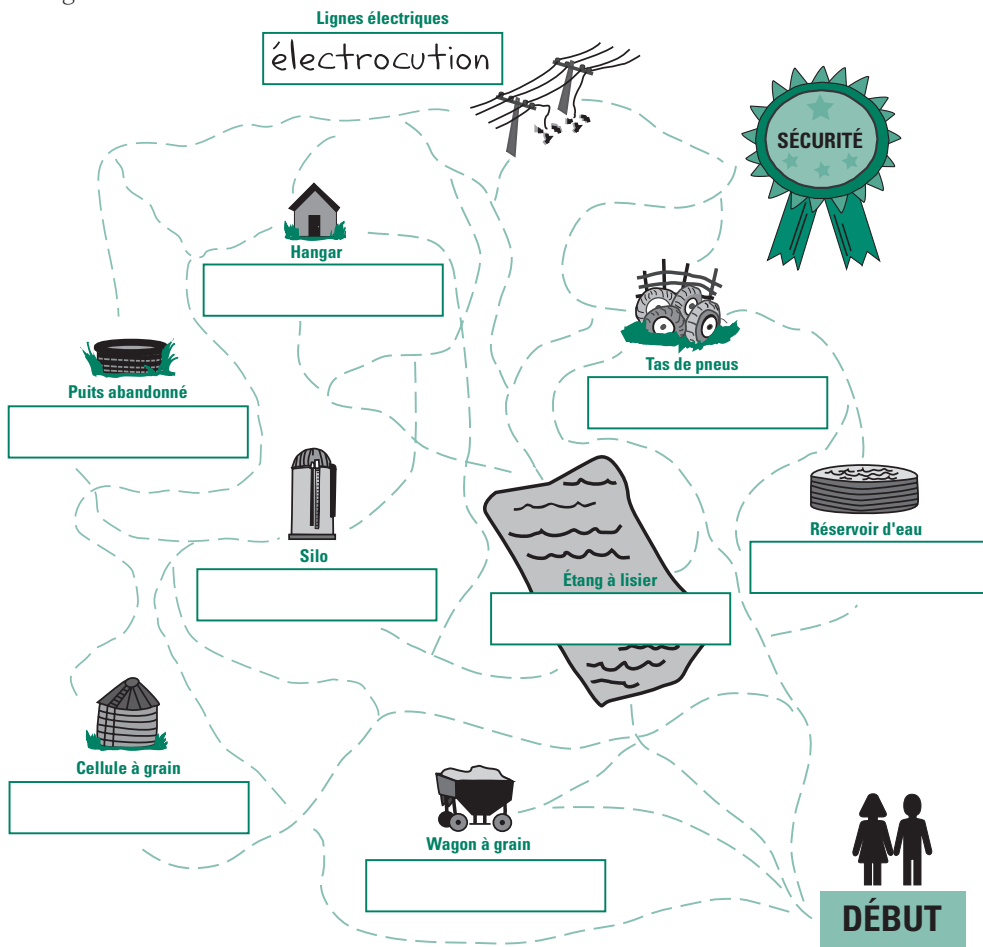 Lignes électriques
électrocution
SÉCURITÉ
Hangar
Tas de pneus
Puits abandonné
Réservoir d'eau
Silo
Étang à lisier
Cellule à grain
Wagon à grain
DÉBUT